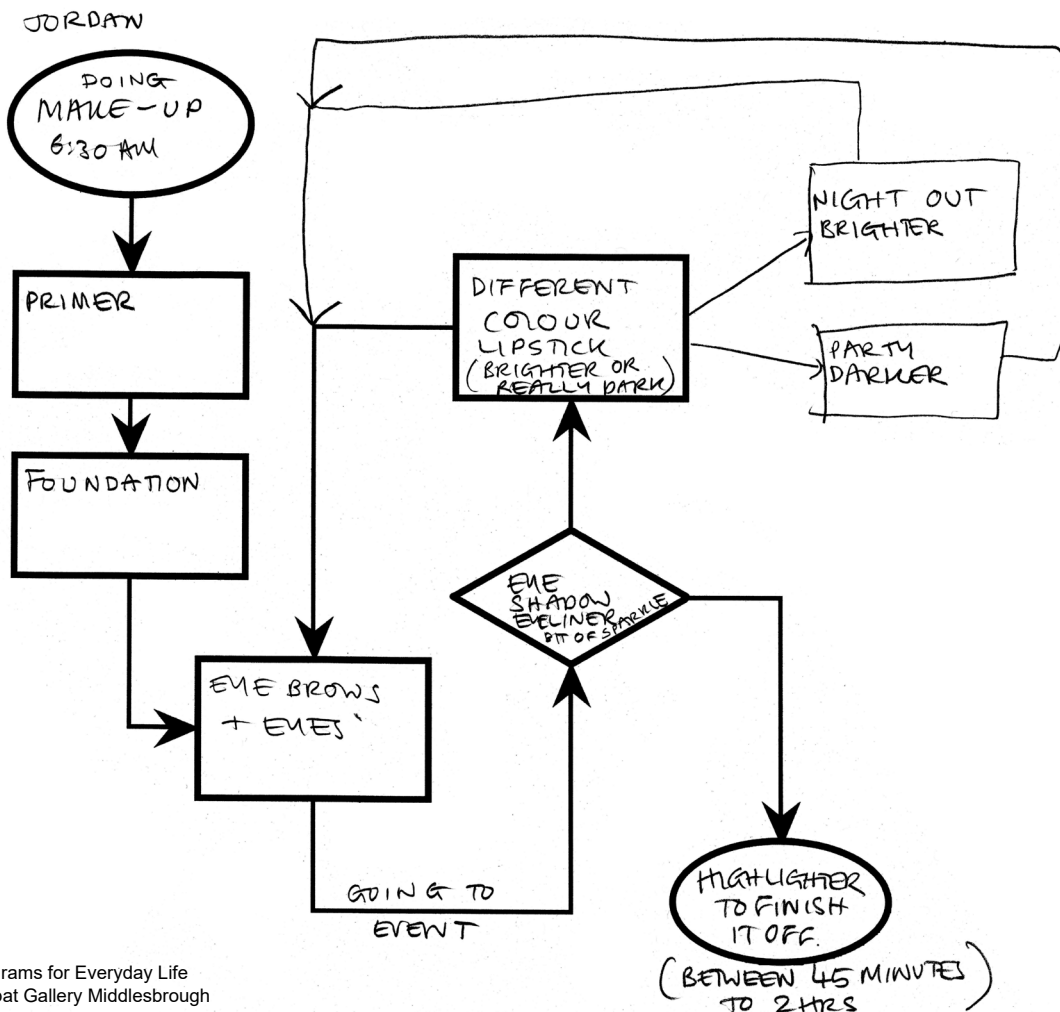 JORDAN
DOING
MAKE-UP
6:30 AM
PRIMER
FOUNDATION
EYE BROWS
+ EYES
GOING TO
EVENT
EYE
SHADOW
EYELINER
BIT OF SPARKLE
DIFFERENT
COLOUR
LIPSTICK
(BRIGHTER OR
REALLY DARK)
NIGHT OUT
BRIGHTER
PARTY
DARKER
HIGHLIGHTER
TO FINISH
IT OFF.
(BETWEEN 45 MINUTES)
TO 2HRS
rams for Everyday Life
at Gallery Middlesbrough